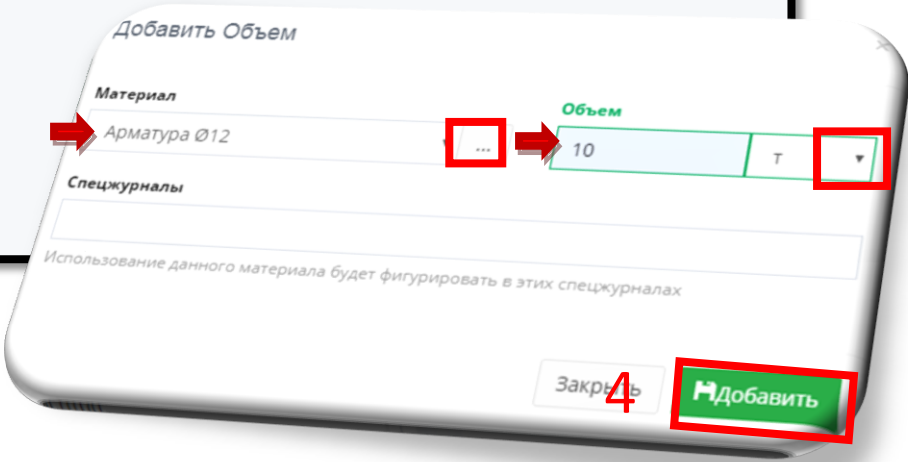 Добавить Объем
Материал
Объем
Арматура Ø12
...
10
т
Спецжурналы
Использование данного материала будет фигурировать в этих спецжурналах
Закрыть
4
Добавить